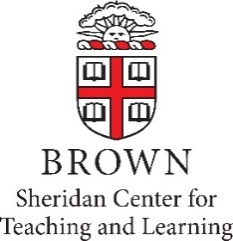 BROWN
Sheridan Center for
Teaching and Learning